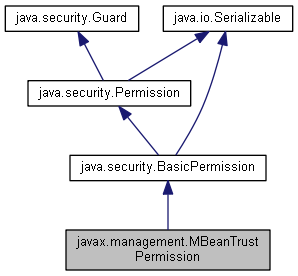 java.security.Guard
java.io.Serializable
java.security.Permission
java.security.BasicPermission
javax.management.MBeanTrust
Permission